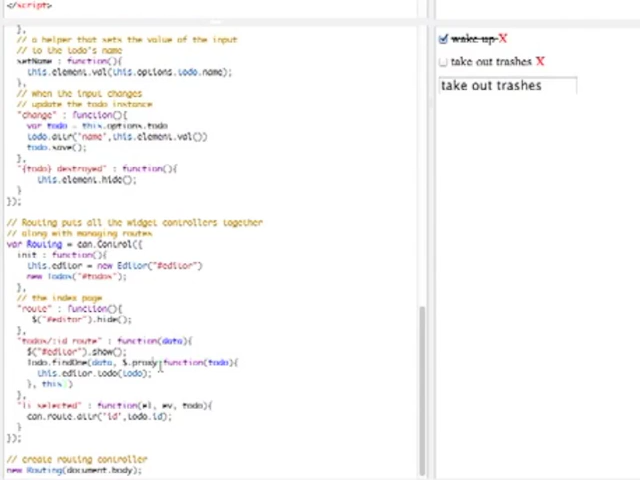 </script>
},
// a helper that sets the value of the input
// to the todo's name
setName : function(){
this.element.val(this.options.todo.name);
},
// when the input changes
// update the todo instance
"change" : function(){
var todo = this.options.todo
todo.attr("name",this.element.val())
todo.save();
},
"{todo} destroyed" : function(){
this.element.hide();
}
});
// Routing puts all the widget controllers together
// along with managing routes
var Routing = can.Control({
init : function(){
this.editor = new Editor("#editor")
new Todos("#todos");
},
// the index page
"route" : function(){
$("#editor").hide();
},
"todos/:id route" : function(data){
$("#editor").show();
Todo.findOne(data, $.proxy function(todo){
this.editor.todo(todo);
}, this))
},
"li selected" : function(el, ev, todo){
can.route.attr("id",todo.id);
}
});
// create routing controller
new Routing(document.body);
wake up X
take out trashes X
take out trashes